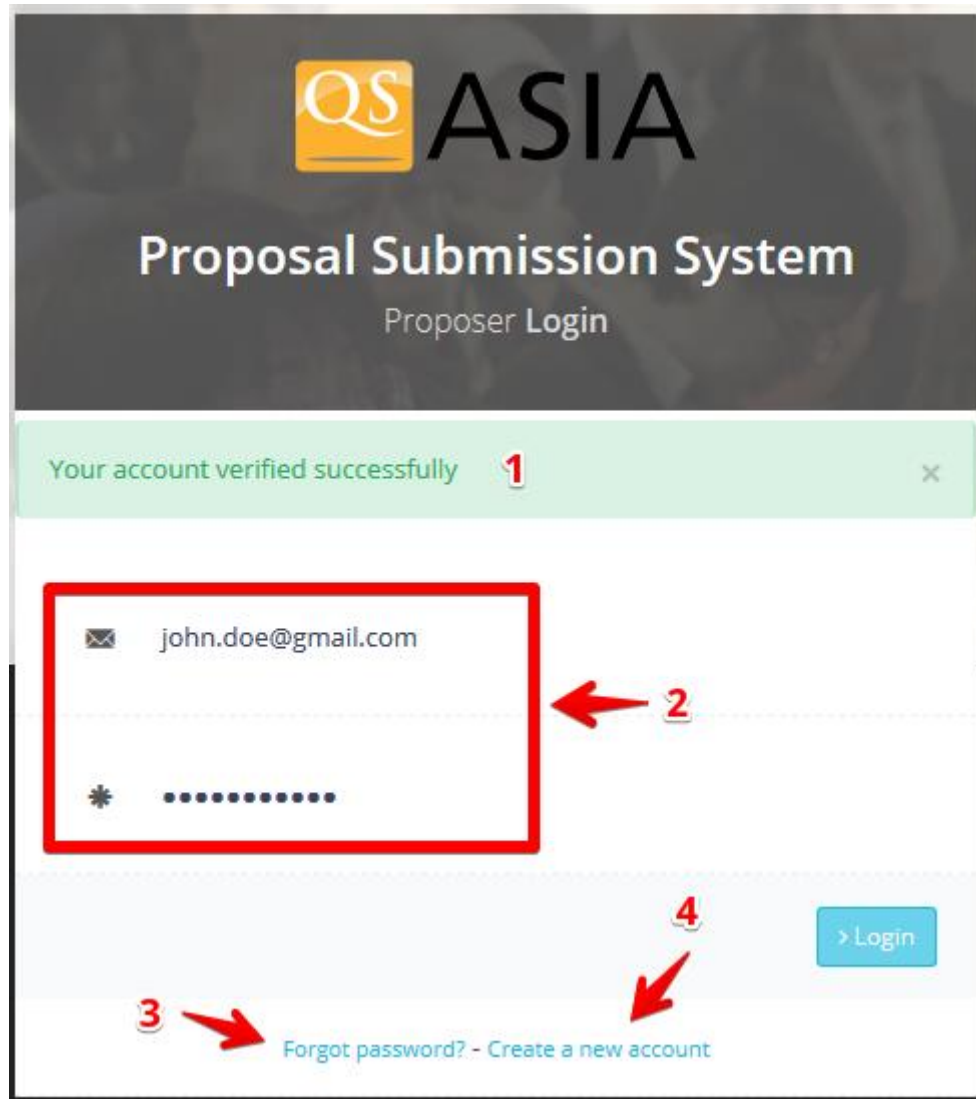 QS ASIA
Proposal Submission System
Proposer Login
Your account verified successfully 1 ×
john.doe@gmail.com
2
•••••••••••
4
> Login
3
Forgot password? - Create a new account